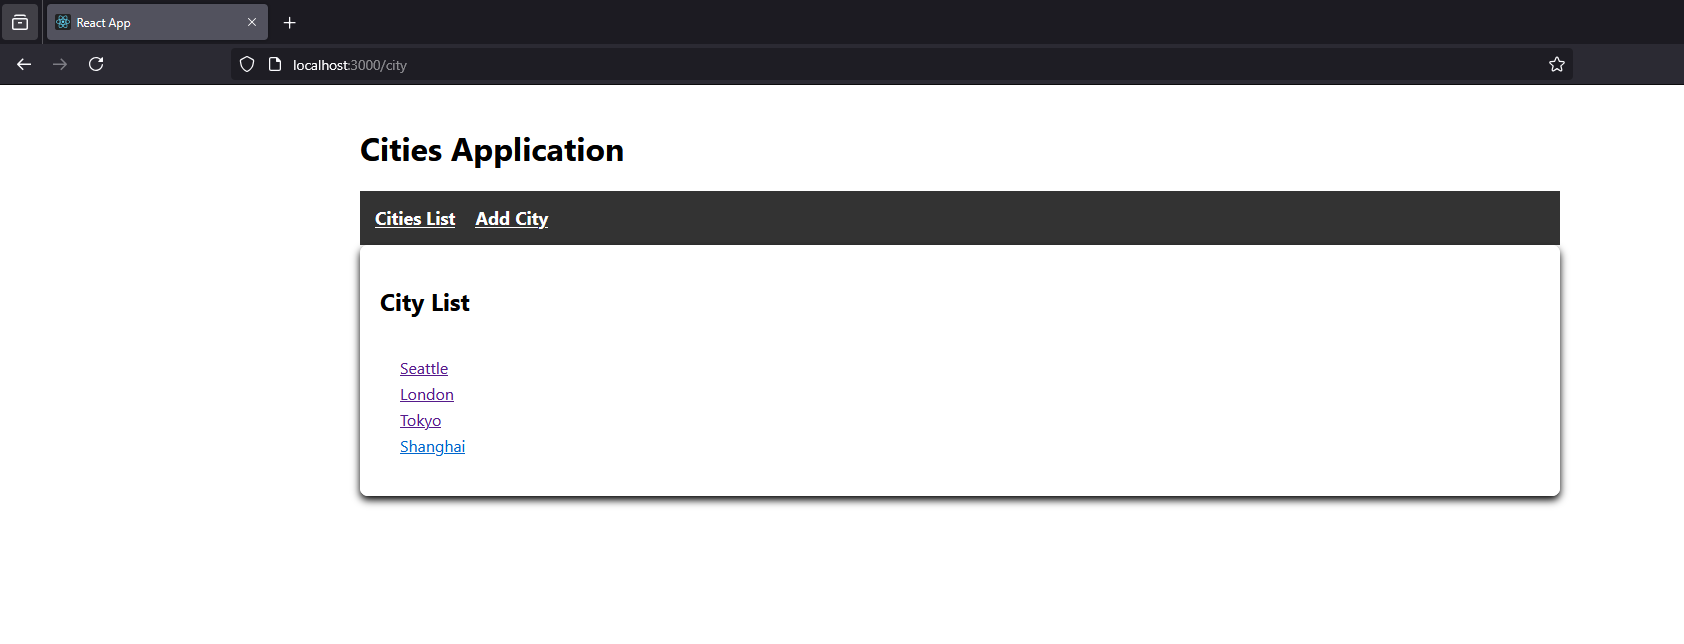 React App
localhost:3000/city
Cities Application
Cities List Add City
City List
Seattle
London
Tokyo
Shanghai